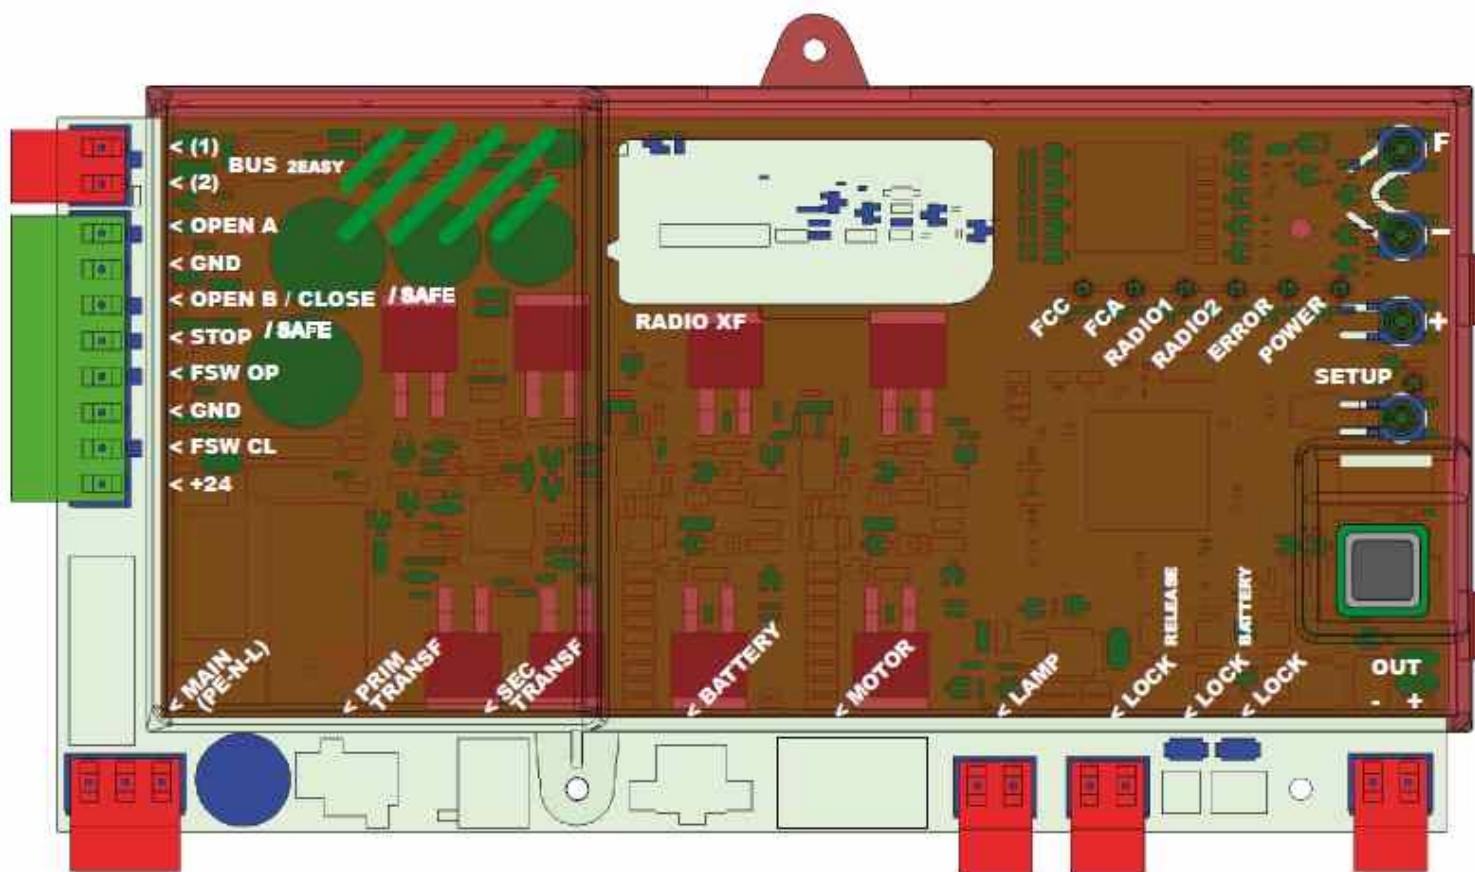 < (1)
BUS 2EASY
< (2)
< OPEN A
< GND
< OPEN B / CLOSE / SAFE
< STOP / SAFE
< FSW OP
< GND
< FSW CL
< +24
RADIO XF
F
-
+
FCC
FCA
RADIO1
RADIO2
ERROR
POWER
SETUP
< MAIN
(PE-N-L)
< PRIM
TRANSF
< SEC
TRANSF
< BATTERY
< MOTOR
< LAMP
< LOCK
< LOCK RELEASE
< LOCK BATTERY
OUT
- +